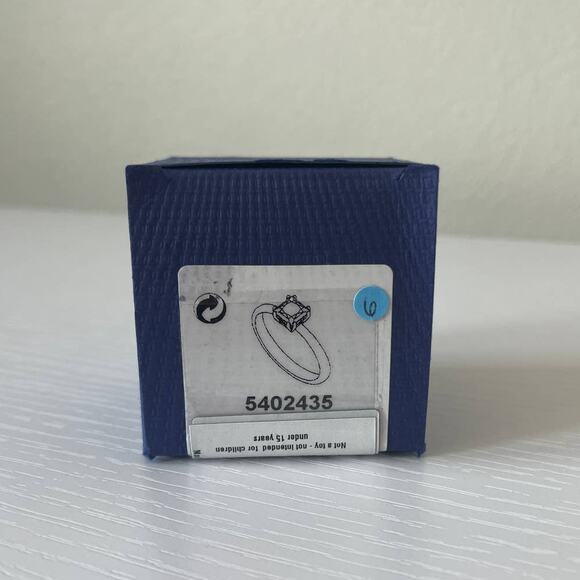 6
5402435
Not a toy - not intended for children
under 15 years